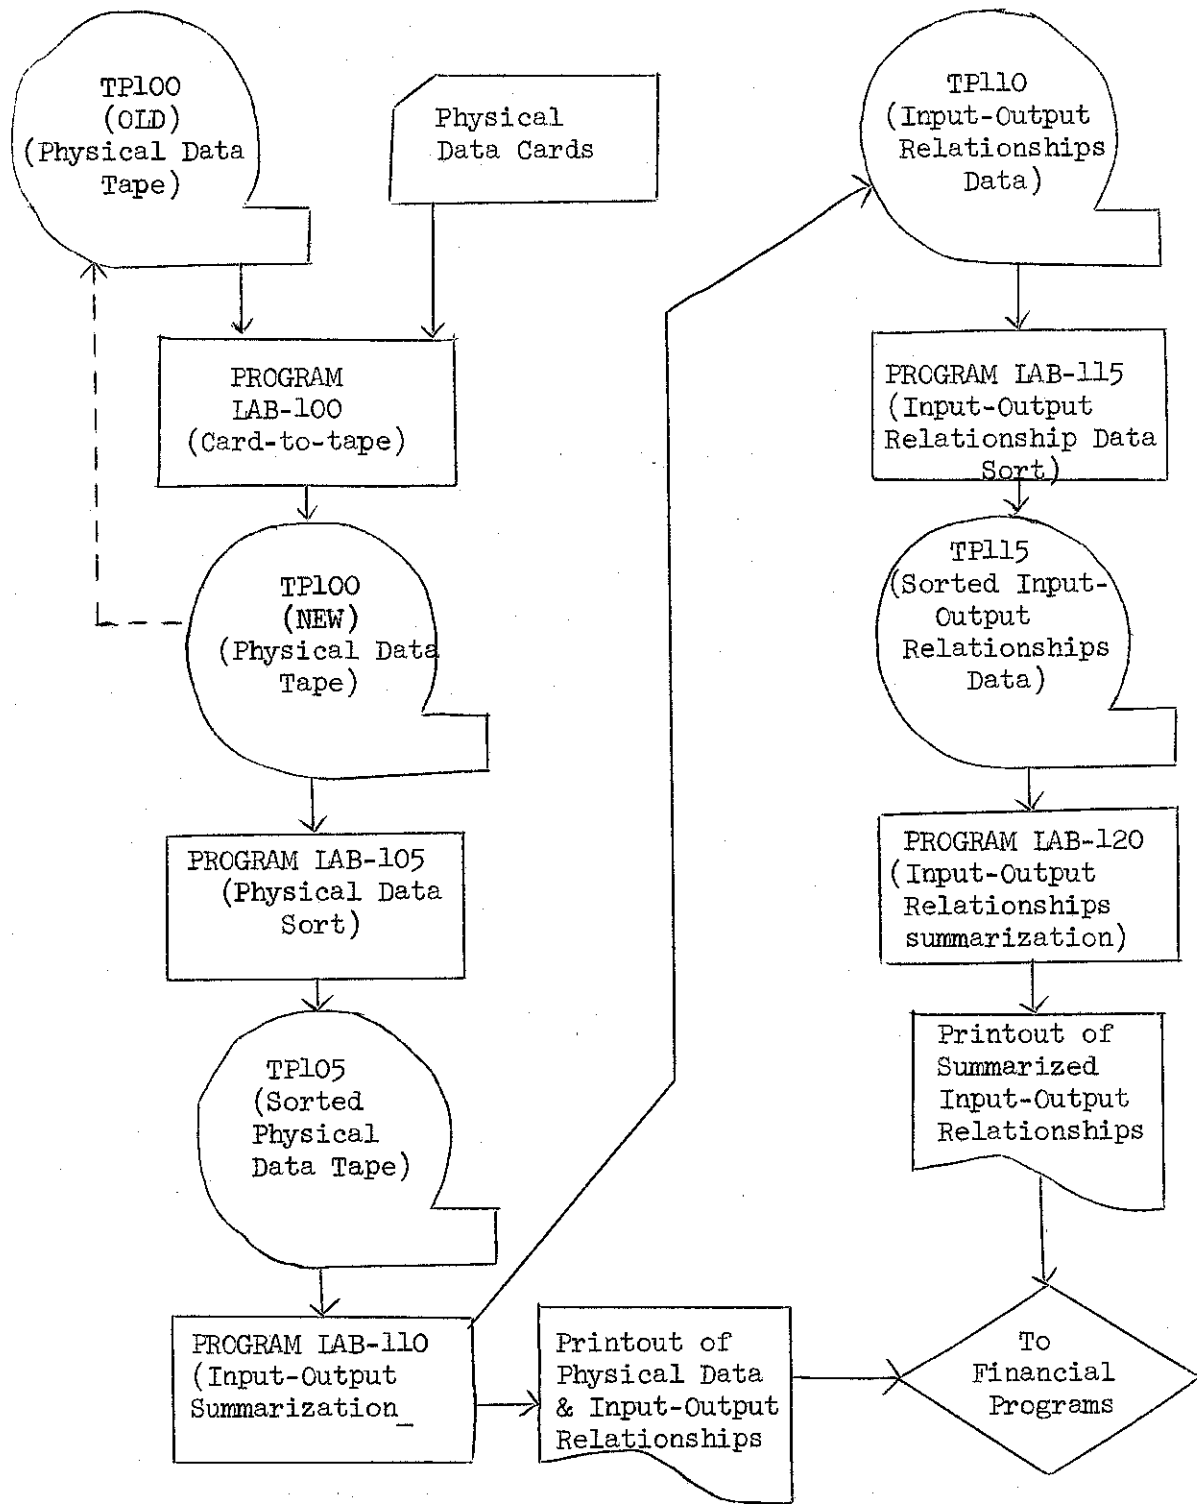 TP100
(OLD)
(Physical Data
Tape)
Physical
Data Cards
PROGRAM
LAB-100
(Card-to-tape)
TP100
(NEW)
(Physical Data
Tape)
PROGRAM LAB-105
(Physical Data
Sort)
TP105
(Sorted
Physical
Data Tape)
PROGRAM LAB-110
(Input-Output
Summarization_
Printout of
Physical Data
& Input-Output
Relationships
TP110
(Input-Output
Relationships
Data)
PROGRAM LAB-115
(Input-Output
Relationship Data
Sort)
TP115
(Sorted Input-
Output
Relationships
Data)
PROGRAM LAB-120
(Input-Output
Relationships
summarization)
Printout of
Summarized
Input-Output
Relationships
To
Financial
Programs